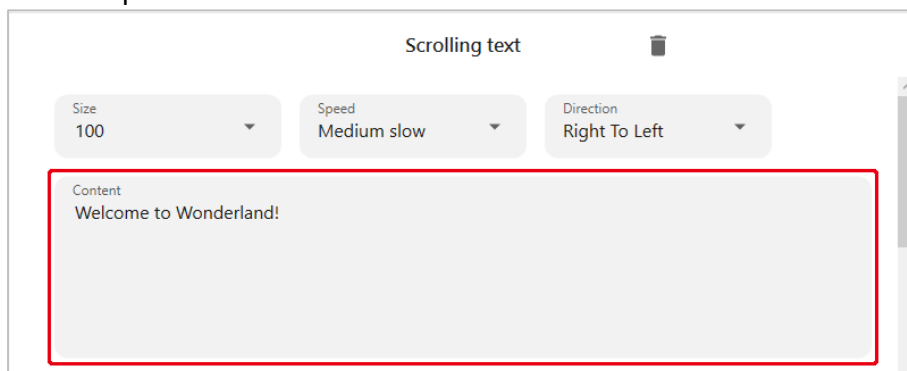 Scrolling text
Size
100
Speed
Medium slow
Direction
Right To Left
Content
Welcome to Wonderland!